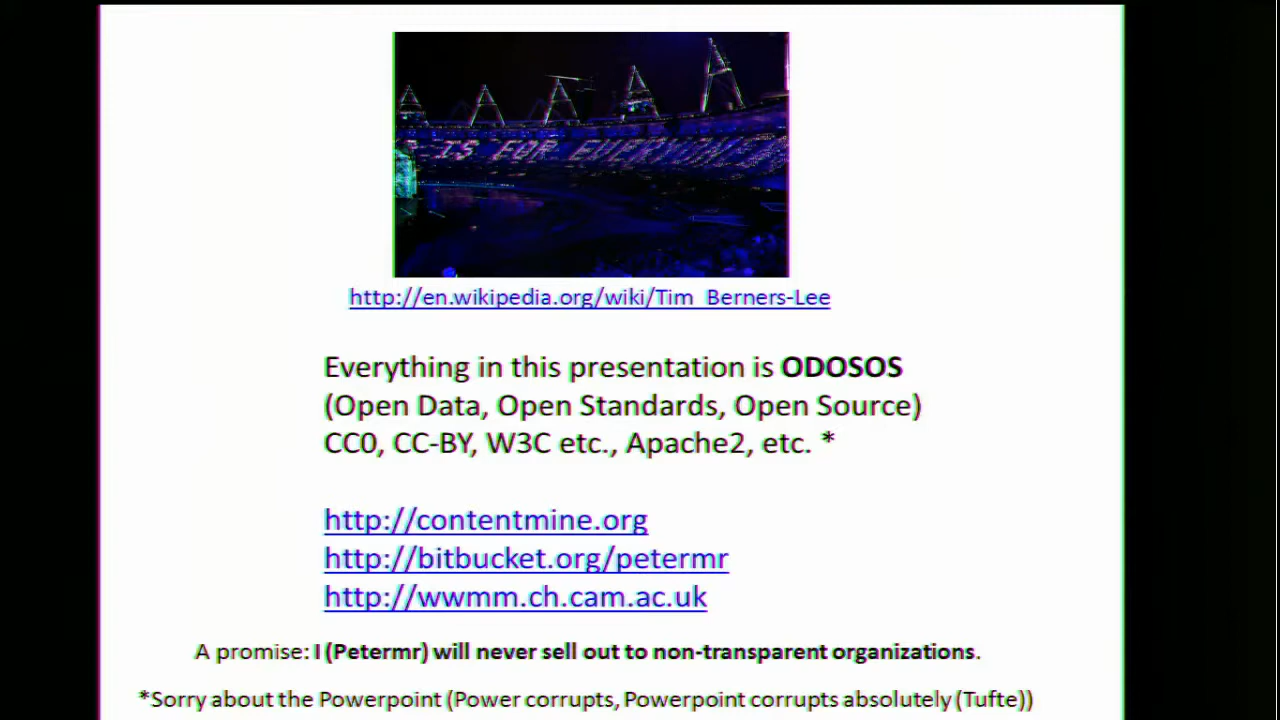 IS FOR EVERYONE
http://en.wikipedia.org/wiki/Tim_Berners-Lee
Everything in this presentation is ODOSOS
(Open Data, Open Standards, Open Source)
CC0, CC-BY, W3C etc., Apache2, etc. *
http://contentmine.org
http://bitbucket.org/petermr
http://wwmm.ch.cam.ac.uk
A promise: I (Petermr) will never sell out to non-transparent organizations.
*Sorry about the Powerpoint (Power corrupts, Powerpoint corrupts absolutely (Tufte))